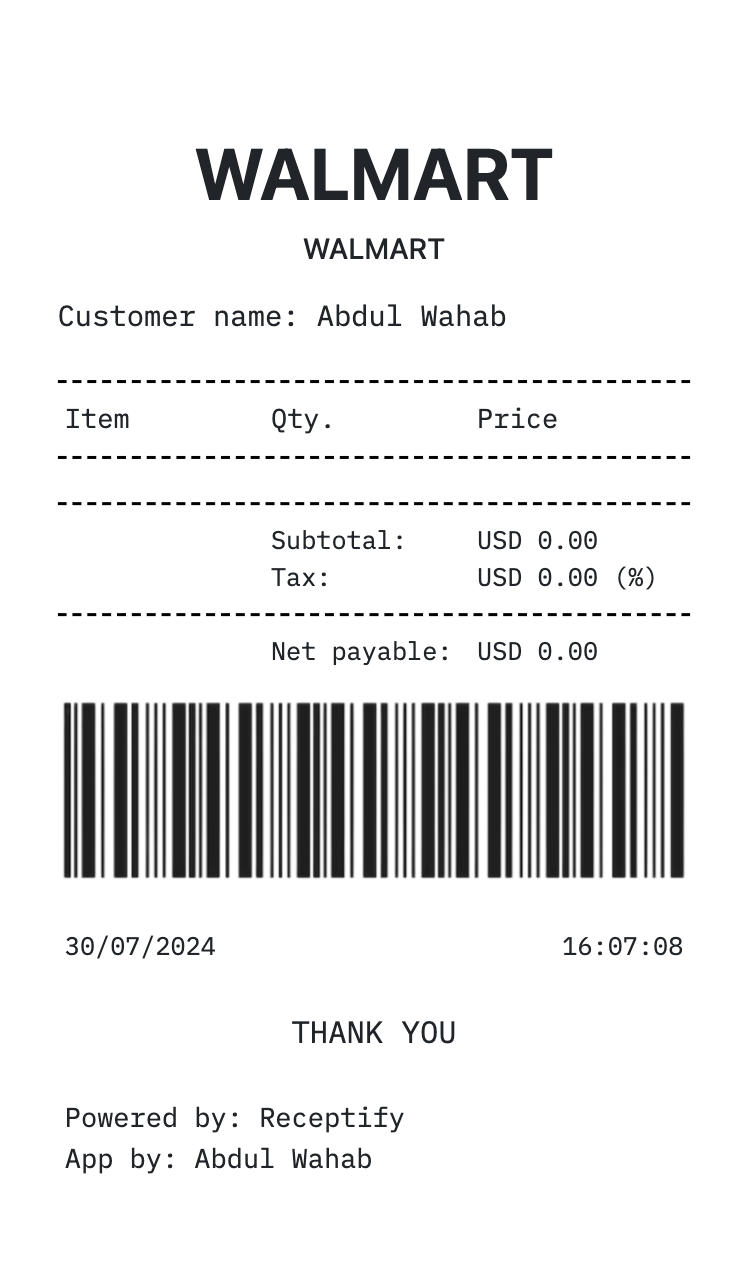 WALMART
WALMART
Customer name: Abdul Wahab
Item Qty. Price
Subtotal: USD 0.00
Tax: USD 0.00 (%)
Net payable: USD 0.00
30/07/2024 16:07:08
THANK YOU
Powered by: Receptify
App by: Abdul Wahab